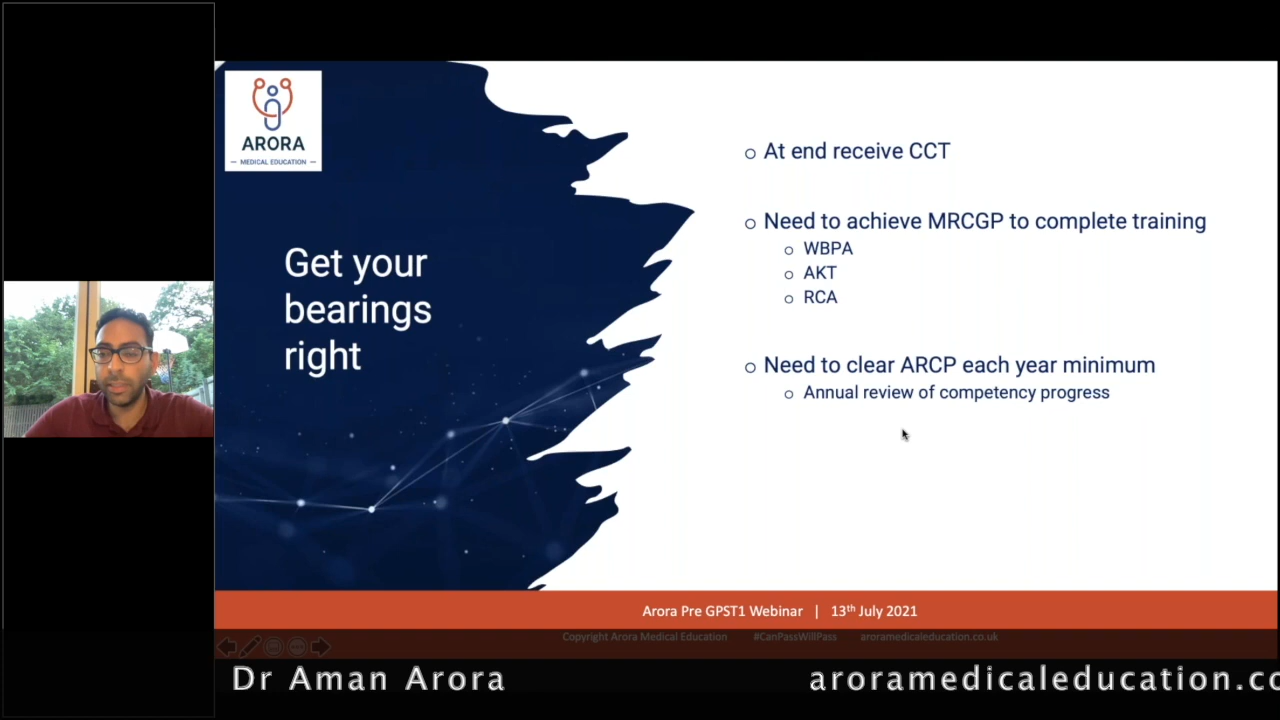 ARORA
MEDICAL EDUCATION
Get your
bearings
right
At end receive CCT
Need to achieve MRCGP to complete training
WBPA
AKT
RCA
Need to clear ARCP each year minimum
Annual review of competency progress
Arora Pre GPST1 Webinar | 13th July 2021
Copyright Arora Medical Education #CanPassWillPass aroramedicaleducation.co.uk
Dr Aman Arora aroramedicaleducation.co